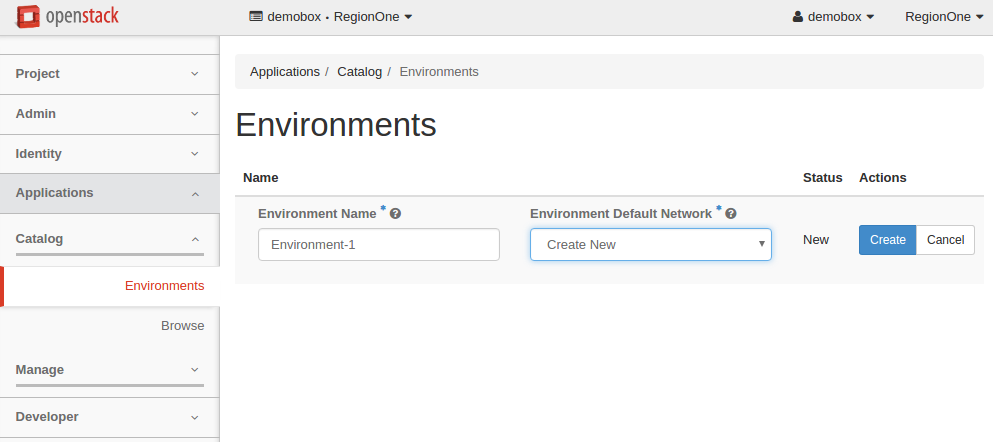 openstack
demobox • RegionOne
demobox
RegionOne
Project
Admin
Identity
Applications
Catalog
Environments
Browse
Manage
Developer
Applications / Catalog / Environments
Environments
Name Status Actions
Environment Name * Environment Default Network *
Environment-1 Create New New Create Cancel